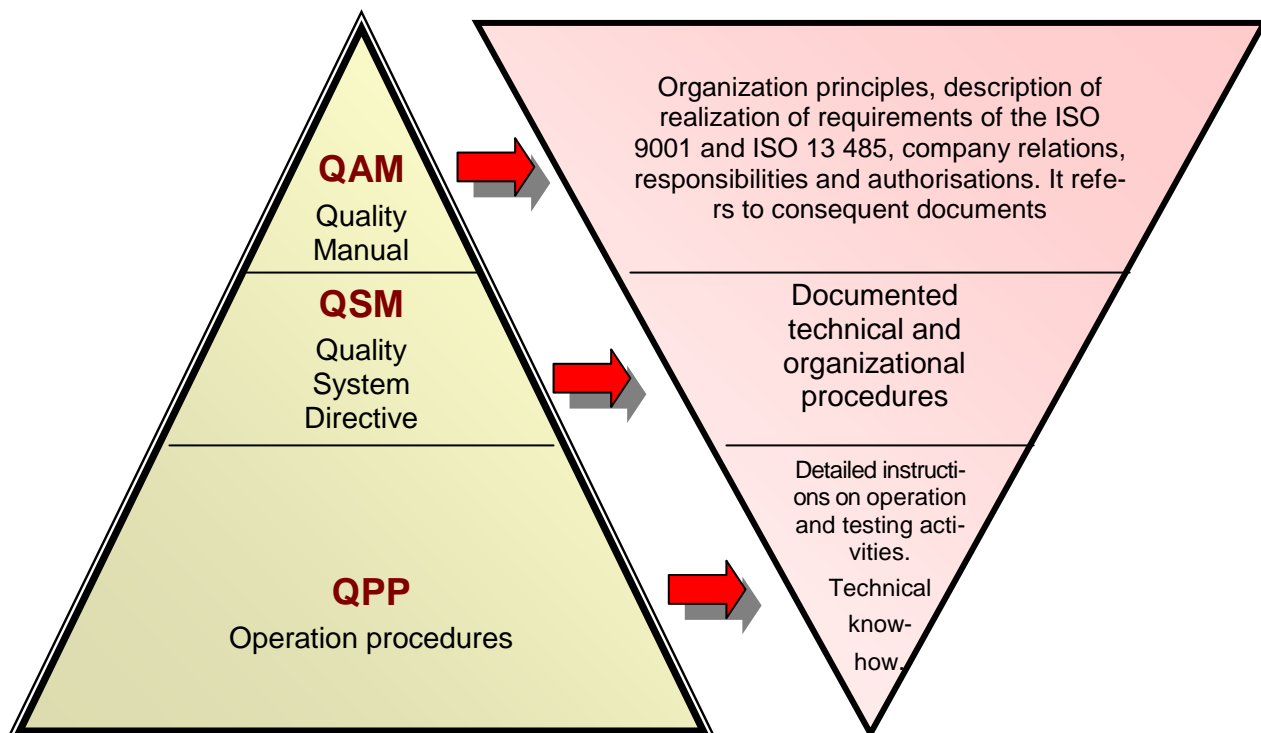 QAM
Quality
Manual
Organization principles, description of
realization of requirements of the ISO
9001 and ISO 13 485, company relations,
responsibilities and authorisations. It refe-
rs to consequent documents
QSM
Quality
System
Directive
Documented
technical and
organizational
procedures
QPP
Operation procedures
Detailed instructi-
ons on operation
and testing acti-
vities.
Technical
know-
how.